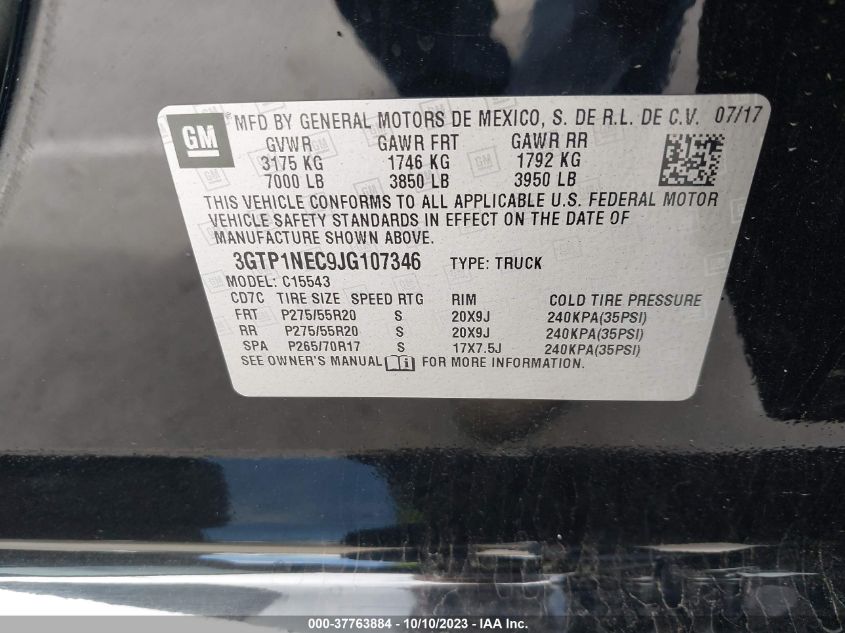 GM ® MFD BY GENERAL MOTORS DE MEXICO, S. DE R.L. DE C.V. 07/17
GVWR GAWR FRT GAWR RR
3175 KG 1746 KG 1792 KG
7000 LB 3850 LB 3950 LB
THIS VEHICLE CONFORMS TO ALL APPLICABLE U.S. FEDERAL MOTOR
VEHICLE SAFETY STANDARDS IN EFFECT ON THE DATE OF
MANUFACTURE SHOWN ABOVE.
3GTP1NEC9JG107346 TYPE: TRUCK
MODEL: C15543
CD7C TIRE SIZE SPEED RTG RIM COLD TIRE PRESSURE
FRT P275/55R20 S 20X9J 240KPA(35PSI)
RR P275/55R20 S 20X9J 240KPA(35PSI)
SPA P265/70R17 S 17X7.5J 240KPA(35PSI)
SEE OWNER'S MANUAL FOR MORE INFORMATION.
000-37763884 - 10/10/2023 - IAA Inc.